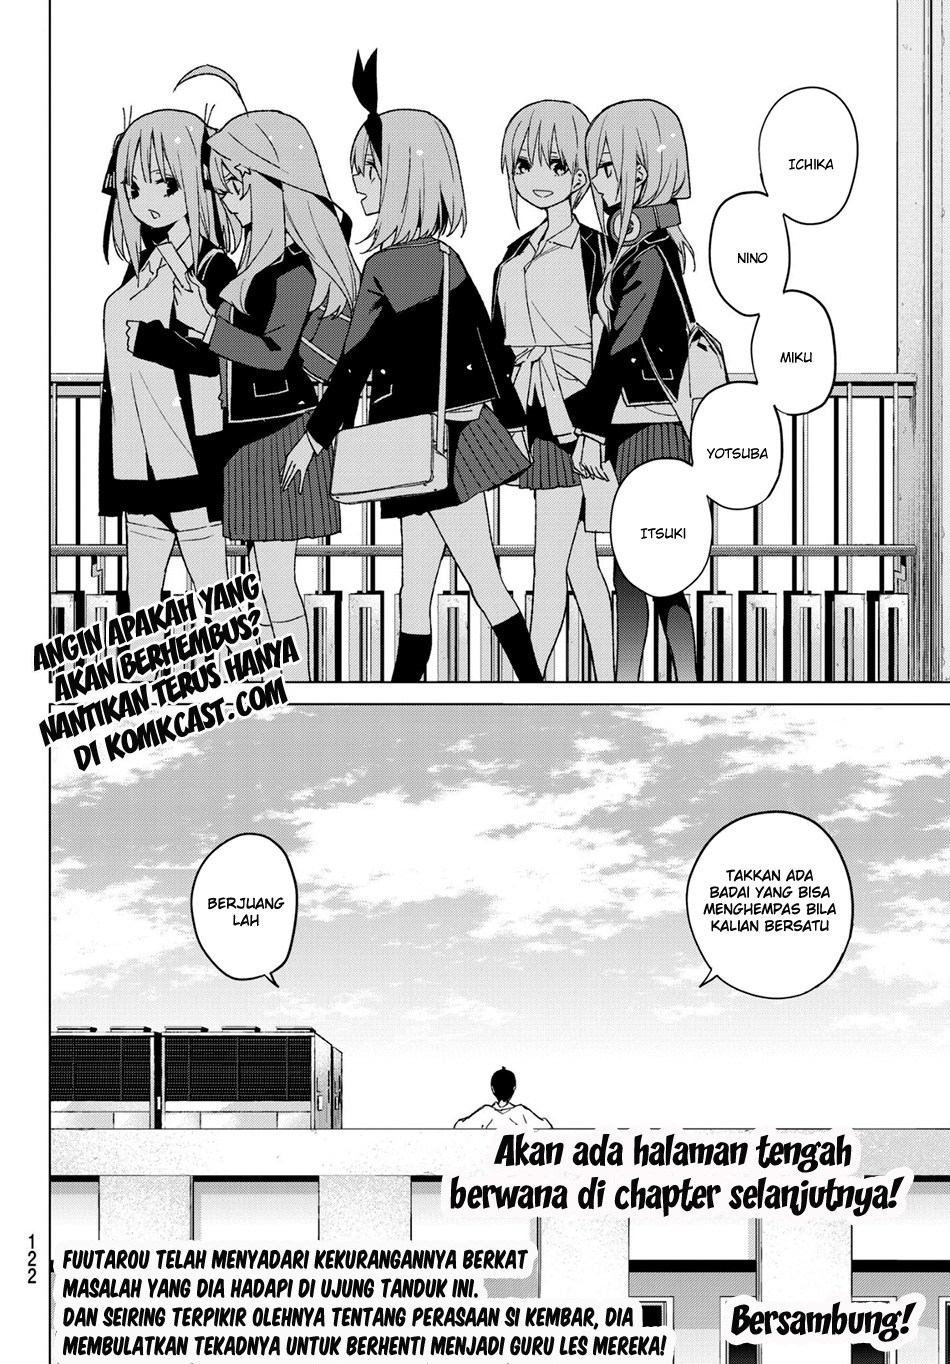 ICHIKA
NINO
MIKU
YOTSUBA
ITSUKI
ANGIN APAKAH YANG
AKAN BERHEMBUS?
NANTIKAN TERUS HANYA
DI KOMKCAST. COM
TAKKAN ADA
BADAI YANG BISA
MENGHEMPAS BILA
KALIAN BERSATU
BERJUANG
LAH
Akan ada halaman tengah
berwana di chapter selanjutnya!
122
FUUTAROU TELAH MENYADARI KEKURANGANNYA BERKAT
MASALAH YANG DIA HADAPI DI UJUNG TANDUK INI.
DAN SEIRING TERPIKIR OLEHNYA TENTANG PERASAAN SI KEMBAR, DIA
MEMBULATKAN TEKADNYA UNTUK BERHENTI MENJADI GURU LES MEREKA!
Bersambung!